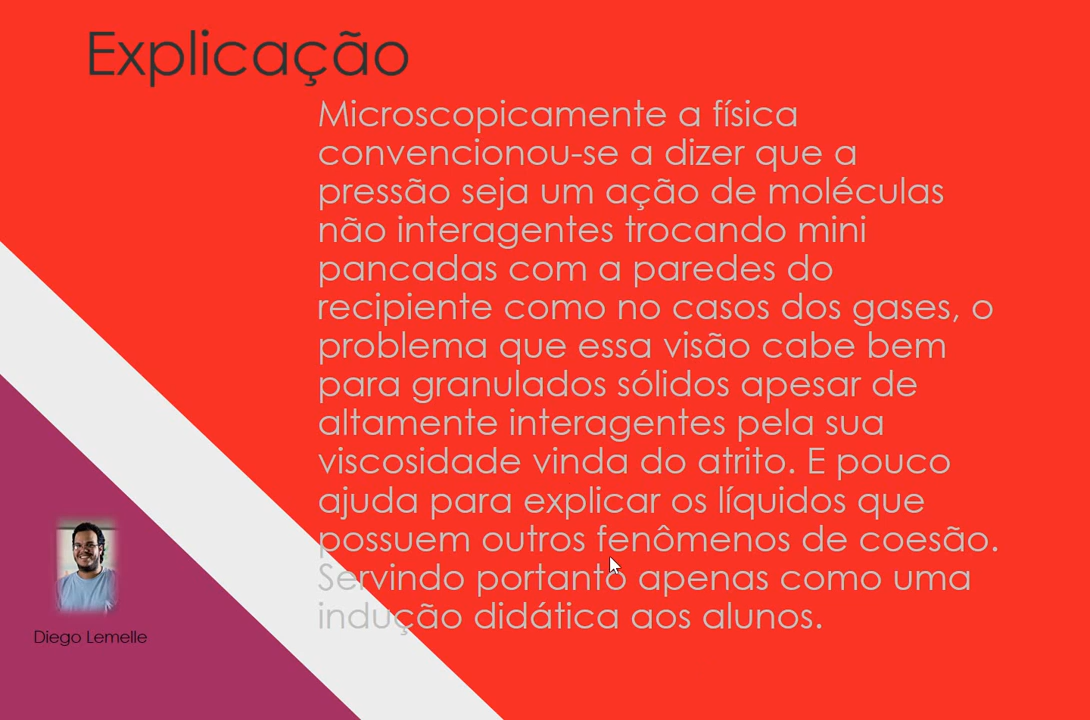 Explicação
Microscopicamente a física
convencionou-se a dizer que a
pressão seja um ação de moléculas
não interagentes trocando mini
pancadas com a paredes do
recipiente como no casos dos gases, o
problema que essa visão cabe bem
para granulados sólidos apesar de
altamente interagentes pela sua
viscosidade vinda do atrito. E pouco
ajuda para explicar os líquidos que
possuem outros fenômenos de coesão.
Servindo portanto apenas como uma
indução didática aos alunos.
Diego Lemelle